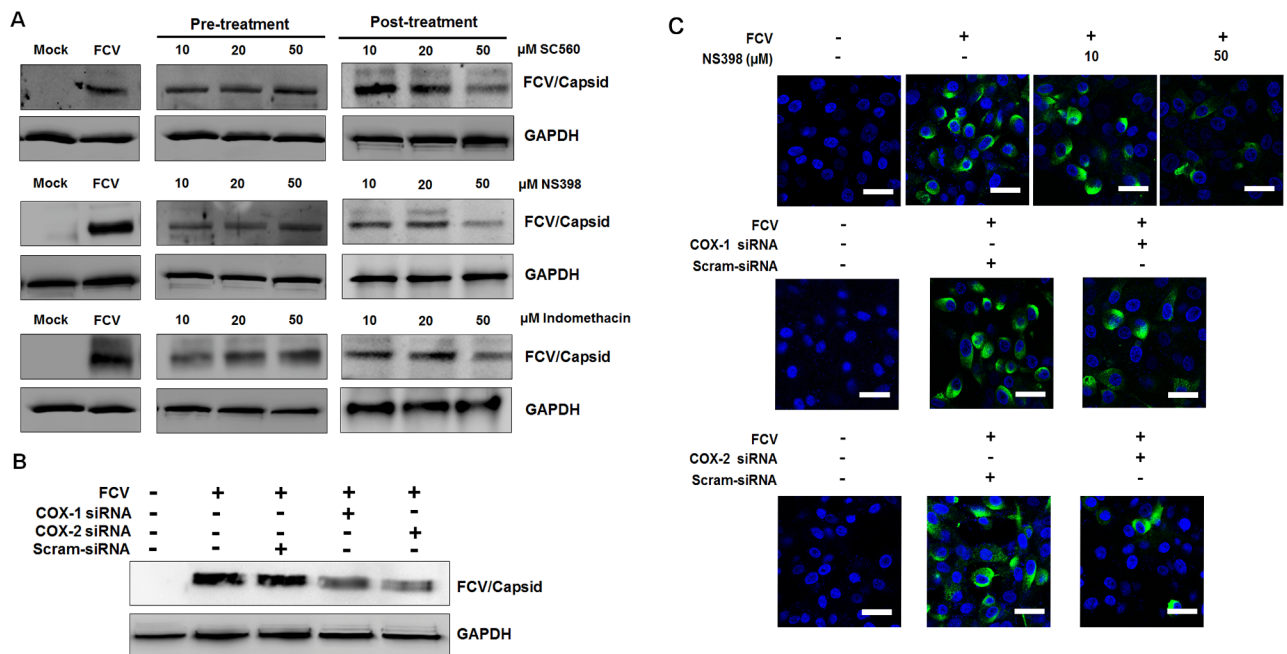 A
Pre-treatment Post-treatment
Mock FCV 10 20 50 10 20 50 µM SC560
FCV/Capsid
GAPDH
Mock FCV 10 20 50 10 20 50 µM NS398
FCV/Capsid
GAPDH
Mock FCV 10 20 50 10 20 50 µM Indomethacin
FCV/Capsid
GAPDH
B
FCV - + + + +
COX-1 siRNA - - - + -
COX-2 siRNA - - - - +
Scram-siRNA - - + - -
FCV/Capsid
GAPDH
C
FCV - + + +
NS398 (µM) - - 10 50
FCV - + +
COX-1 siRNA - - +
Scram-siRNA - + -
FCV - + +
COX-2 siRNA - - +
Scram-siRNA - + -